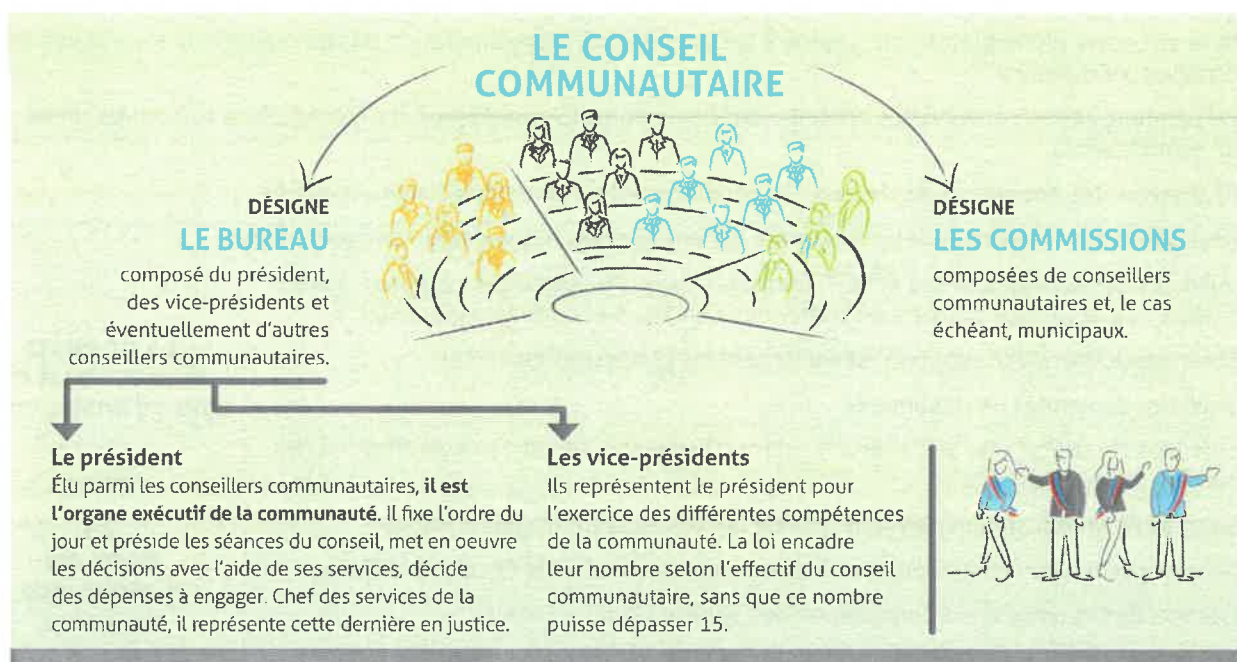 LE CONSEIL
COMMUNAUTAIRE
DÉSIGNE
LE BUREAU
composé du président,
des vice-présidents et
éventuellement d'autres
conseillers communautaires.
DÉSIGNE
LES COMMISSIONS
composées de conseillers
communautaires et, le cas
échéant, municipaux.
Le président
Élu parmi les conseillers communautaires, il est
l'organe exécutif de la communauté. Il fixe l'ordre du
jour et préside les séances du conseil, met en oeuvre
les décisions avec l'aide de ses services, décide
des dépenses à engager. Chef des services de la
communauté, il représente cette dernière en justice.
Les vice-présidents
Ils représentent le président pour
l'exercice des différentes compétences
de la communauté. La loi encadre
leur nombre selon l'effectif du conseil
communautaire, sans que ce nombre
puisse dépasser 15.